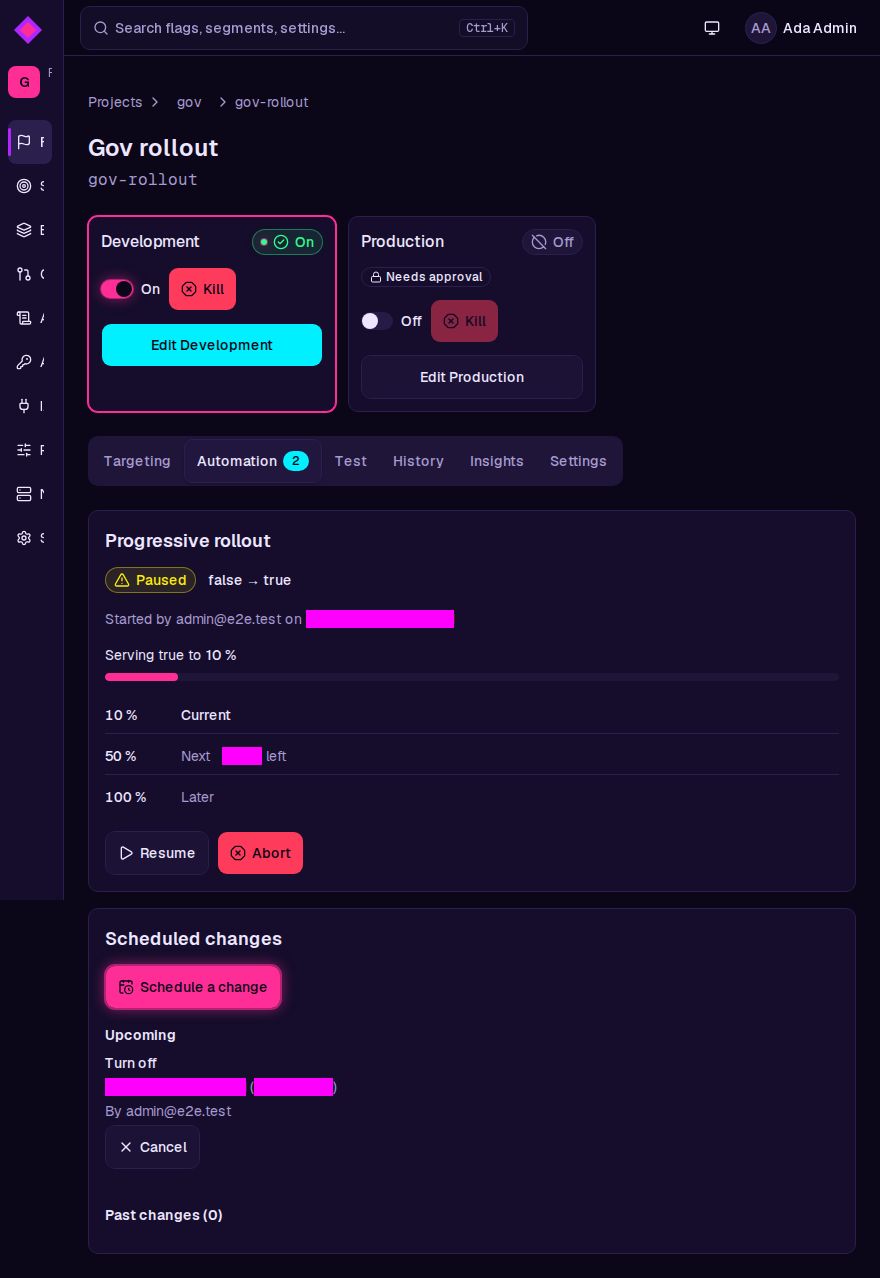 Search flags, segments, settings...
Ctrl+K
AA
Ada Admin
G
Projects
gov
gov-rollout
Gov rollout
gov-rollout
Development
On
On
Kill
Edit Development
Production
Off
Needs approval
Off
Kill
Edit Production
Targeting
Automation 2
Test
History
Insights
Settings
Progressive rollout
Paused
false → true
Started by admin@e2e.test on
Serving true to 10 %
10 % Current
50 % Next left
100 % Later
Resume
Abort
Scheduled changes
Schedule a change
Upcoming
Turn off
( )
By admin@e2e.test
Cancel
Past changes (0)